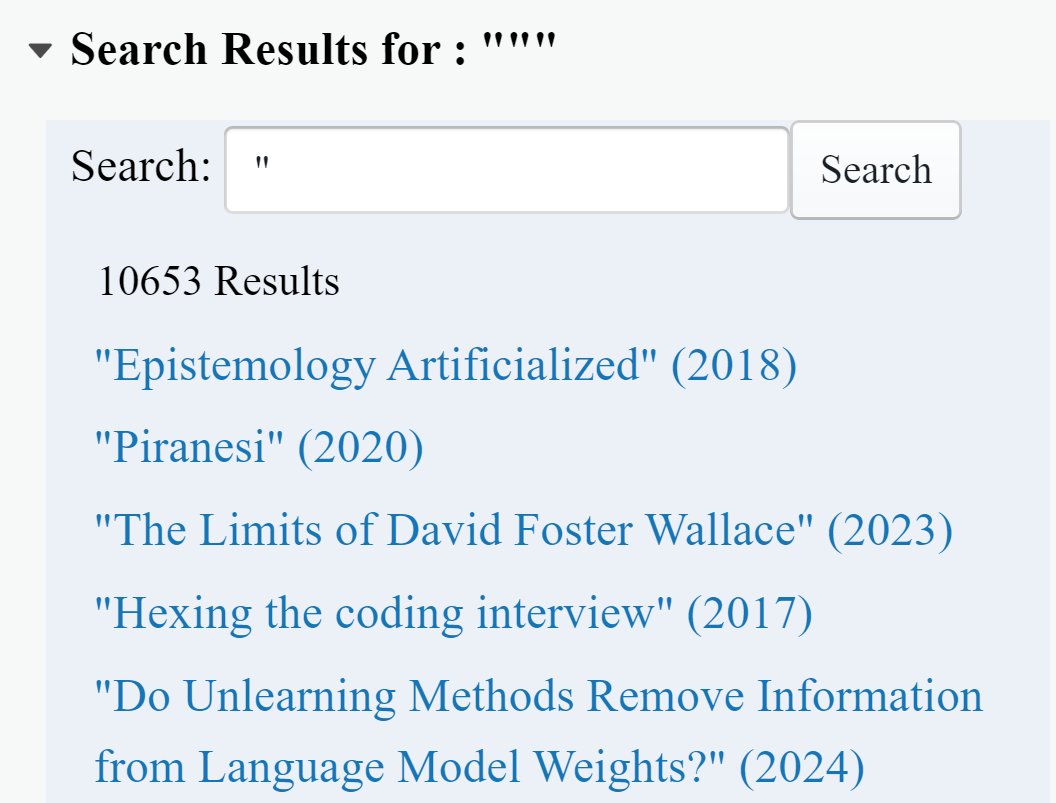 Search Results for : """
Search: " Search
10653 Results
"Epistemology Artificialized" (2018)
"Piranesi" (2020)
"The Limits of David Foster Wallace" (2023)
"Hexing the coding interview" (2017)
"Do Unlearning Methods Remove Information
from Language Model Weights?" (2024)